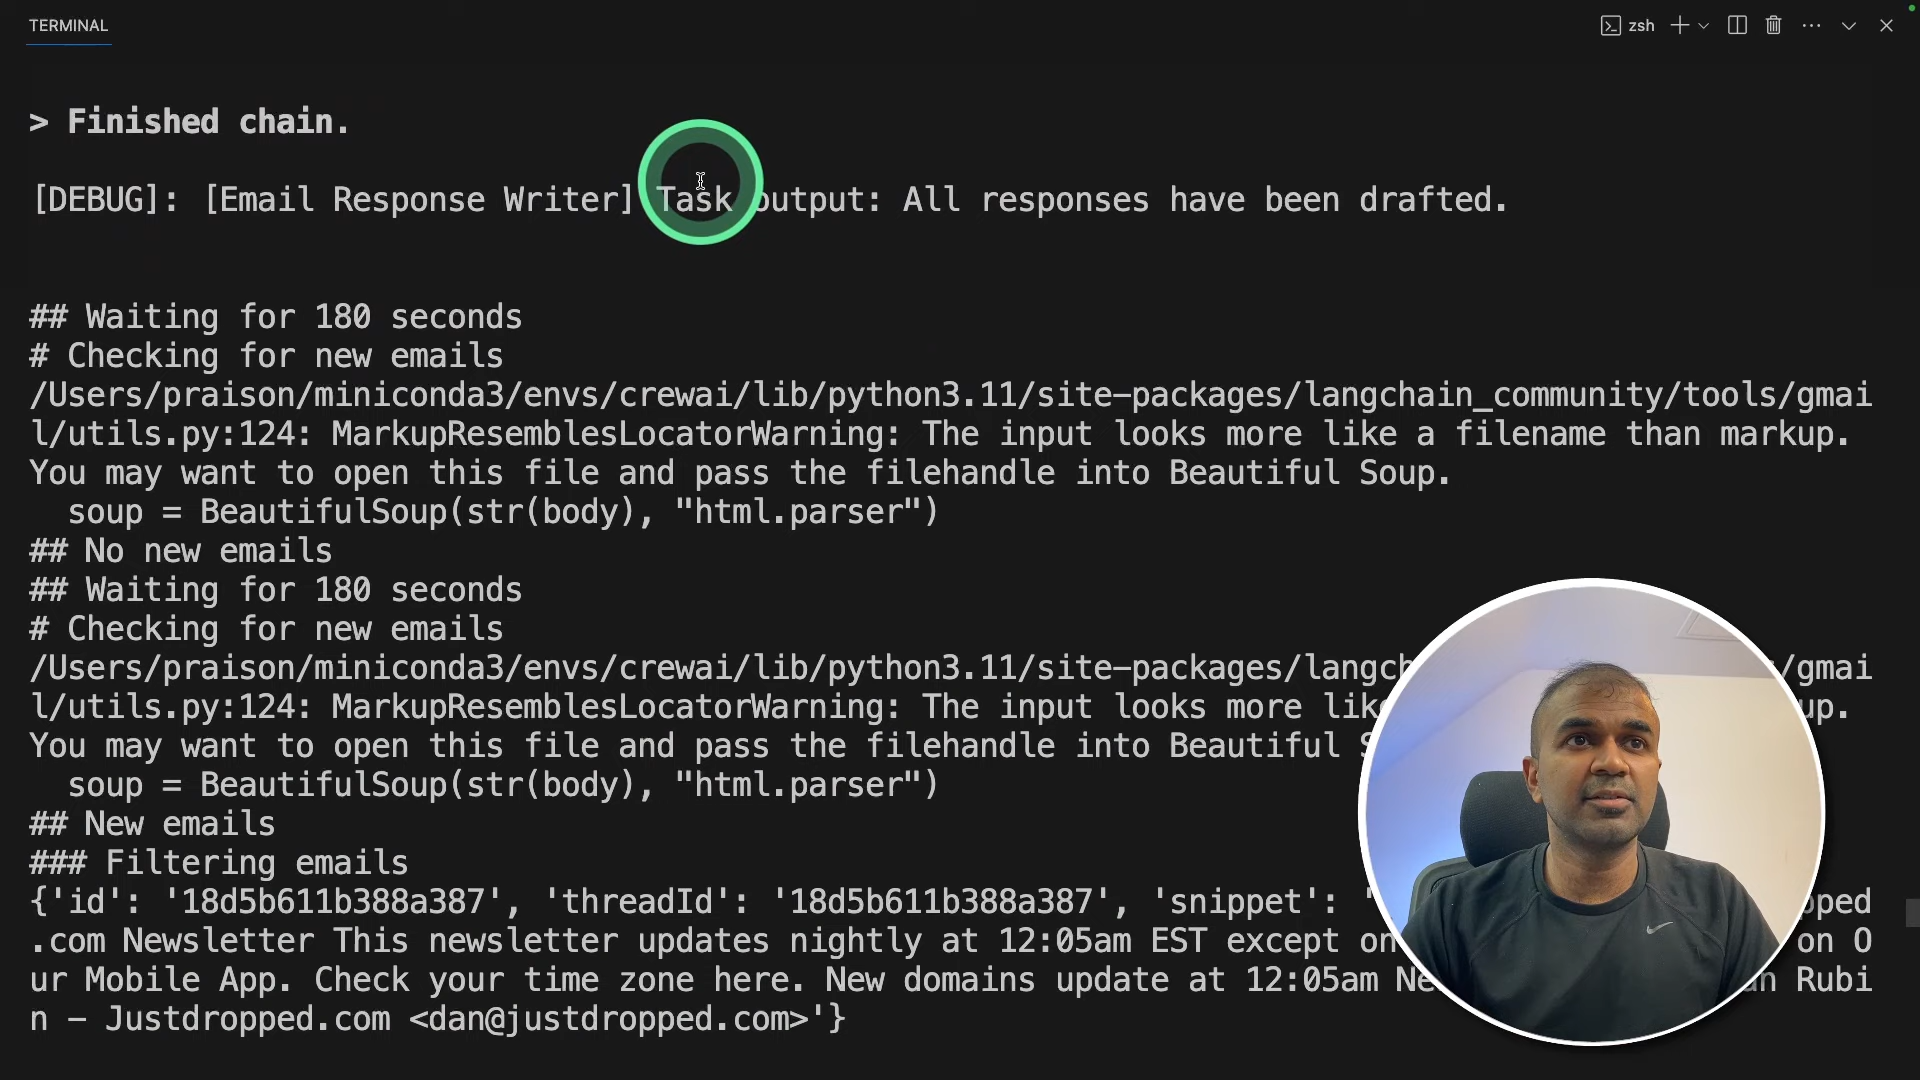 TERMINAL
zsh
> Finished chain.
[DEBUG]: [Email Response Writer] Task output: All responses have been drafted.
## Waiting for 180 seconds
# Checking for new emails
/Users/praison/miniconda3/envs/crewai/lib/python3.11/site-packages/langchain_community/tools/gmai
l/utils.py:124: MarkupResemblesLocatorWarning: The input looks more like a filename than markup.
You may want to open this file and pass the filehandle into Beautiful Soup.
soup = BeautifulSoup(str(body), "html.parser")
## No new emails
## Waiting for 180 seconds
# Checking for new emails
/Users/praison/miniconda3/envs/crewai/lib/python3.11/site-packages/langc /gmai
l/utils.py:124: MarkupResemblesLocatorWarning: The input looks more up.
You may want to open this file and pass the filehandle into Beautiful
soup = BeautifulSoup(str(body), "html.parser")
## New emails
### Filtering emails
{'id': '18d5b611b388a387', 'threadId': '18d5b611b388a387', 'snippet': pped
.com Newsletter This newsletter updates nightly at 12:05am EST except on on O
ur Mobile App. Check your time zone here. New domains update at 12:05am Rubi
n – Justdropped.com <dan@justdropped.com>'}